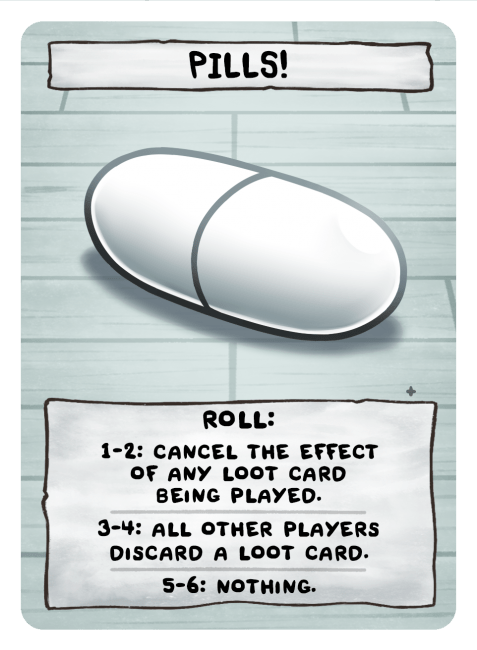 PILLS!
ROLL:
1-2: CANCEL THE EFFECT
OF ANY LOOT CARD
BEING PLAYED.
3-4: ALL OTHER PLAYERS
DISCARD A LOOT CARD.
5-6: NOTHING.